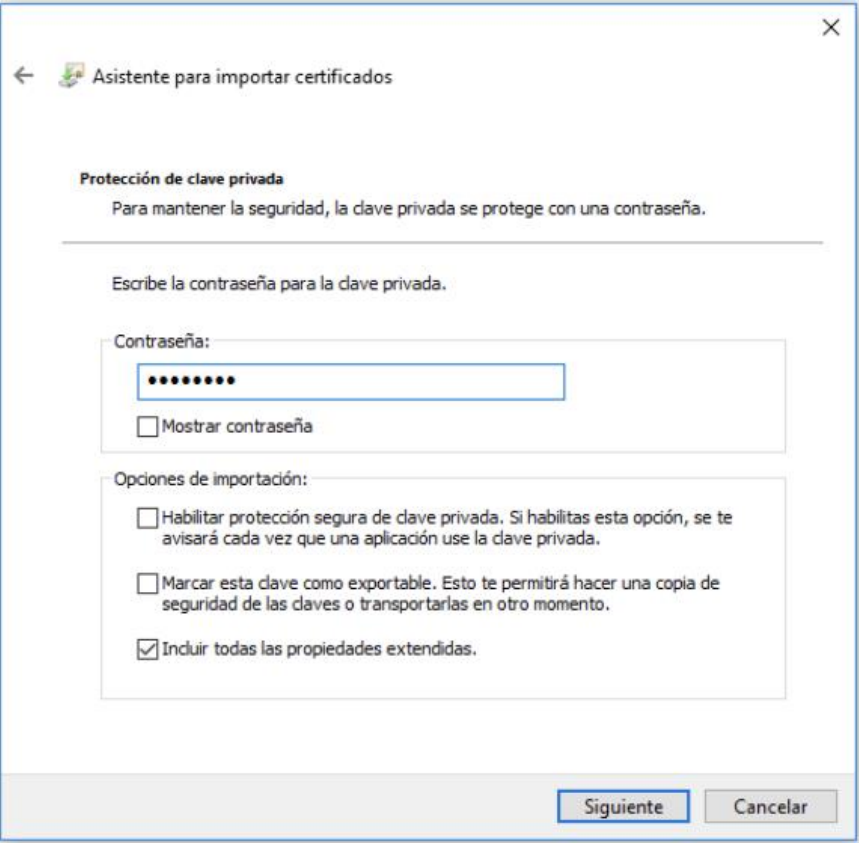 Asistente para importar certificados
Protección de clave privada
Para mantener la seguridad, la clave privada se protege con una contraseña.
Escribe la contraseña para la clave privada.
Contraseña:
••••••••
Mostrar contraseña
Opciones de importación:
Habilitar protección segura de clave privada. Si habilitas esta opción, se te
avisará cada vez que una aplicación use la clave privada.
Marcar esta clave como exportable. Esto te permitirá hacer una copia de
seguridad de las claves o transportarlas en otro momento.
Incluir todas las propiedades extendidas.
Siguiente
Cancelar